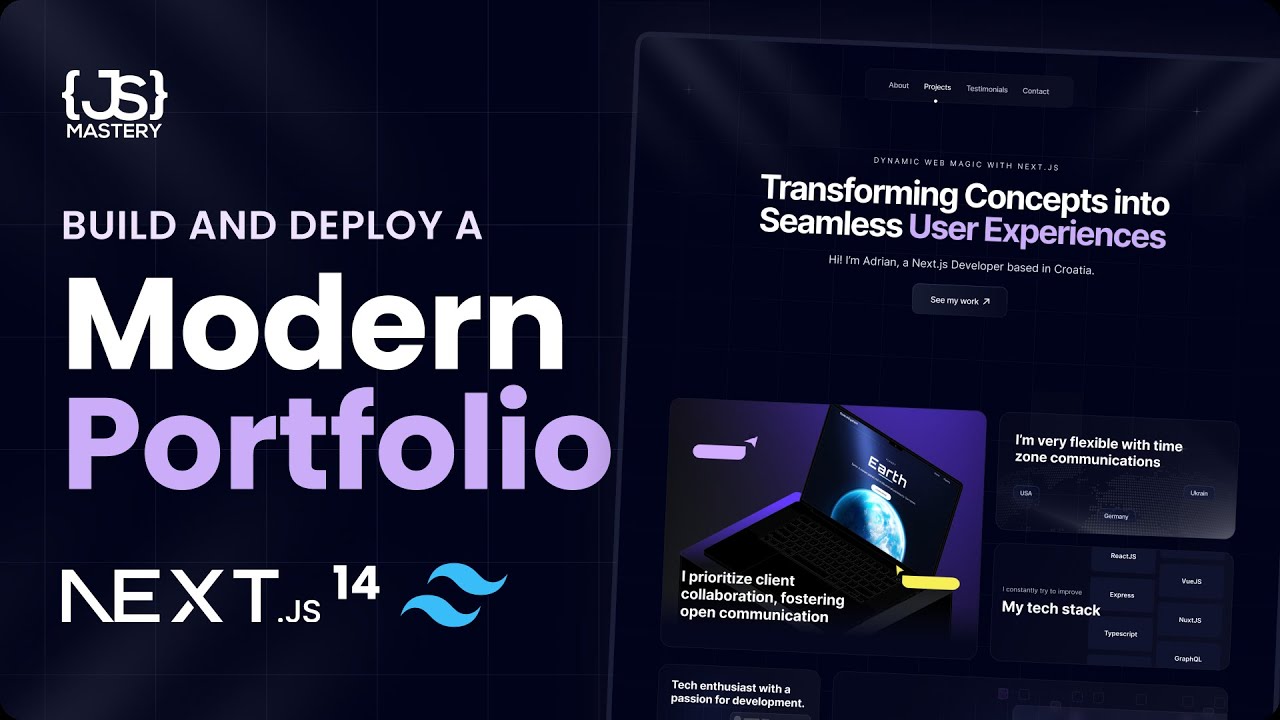 {JS}
MASTERY
BUILD AND DEPLOY A
Modern
Portfolio
NEXT.JS 14
About Projects Testimonials Contact
DYNAMIC WEB MAGIC WITH NEXT.JS
Transforming Concepts into
Seamless User Experiences
Hi! I'm Adrian, a Next.js Developer based in Croatia.
See my work
Earth
I prioritize client
collaboration, fostering
open communication
I'm very flexible with time
zone communications
USA
Ukrain
Germany
I constantly try to improve
My tech stack
ReactJS
Express
Typescript
VueJS
NuxtJS
GraphQL
Tech enthusiast with a
passion for development.